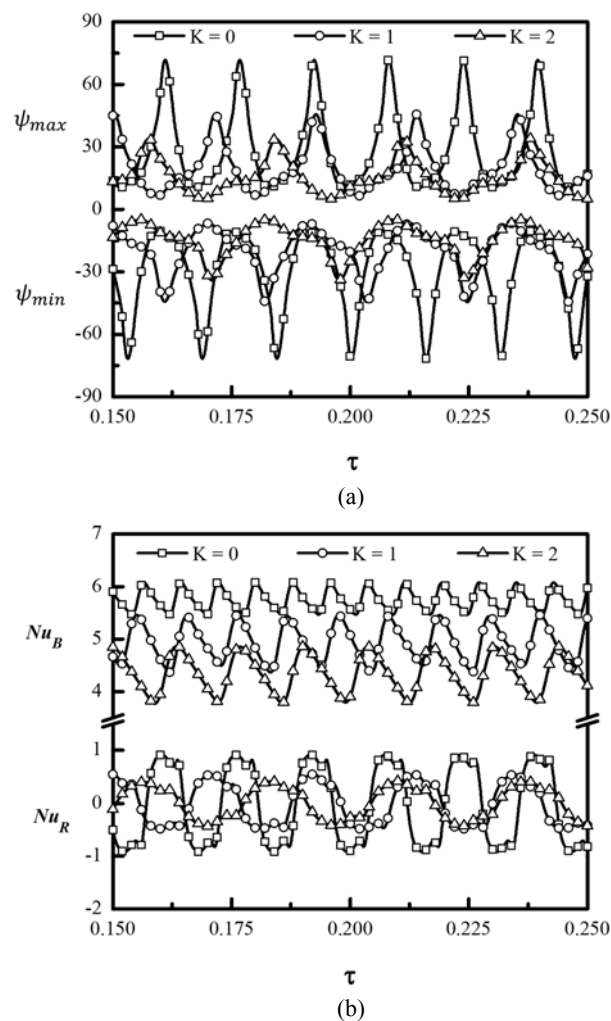 90
K = 0 K = 1 K = 2
60
ψmax
30
0
-30
ψmin
-60
-90
0.150 0.175 0.200 0.225 0.250
τ
(a)
7
K = 0 K = 1 K = 2
6
NuB
5
4
1
NuR
0
-1
-2
0.150 0.175 0.200 0.225 0.250
τ
(b)